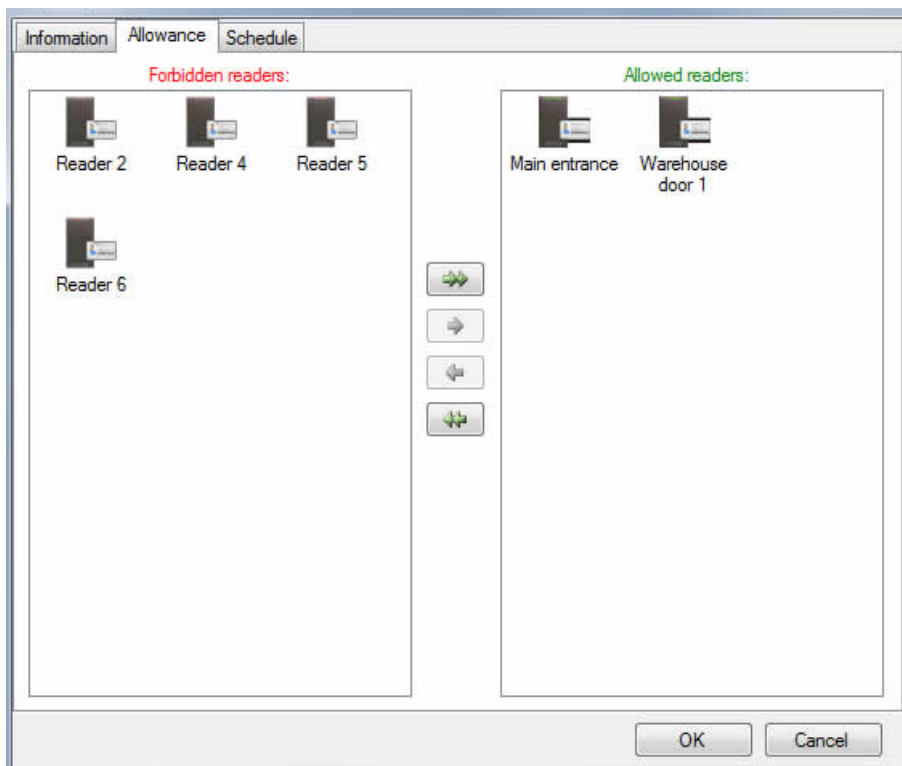 Information Allowance Schedule
Forbidden readers: Allowed readers:
Reader 2 Reader 4 Reader 5 Main entrance Warehouse
door 1
Reader 6
OK Cancel